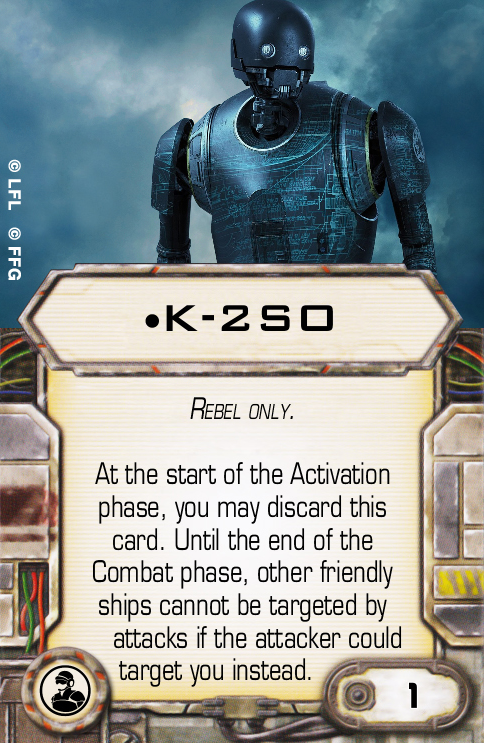 © LFL © FFG
•K-2SO
REBEL ONLY.
At the start of the Activation
phase, you may discard this
card. Until the end of the
Combat phase, other friendly
ships cannot be targeted by
attacks if the attacker could
target you instead.
1